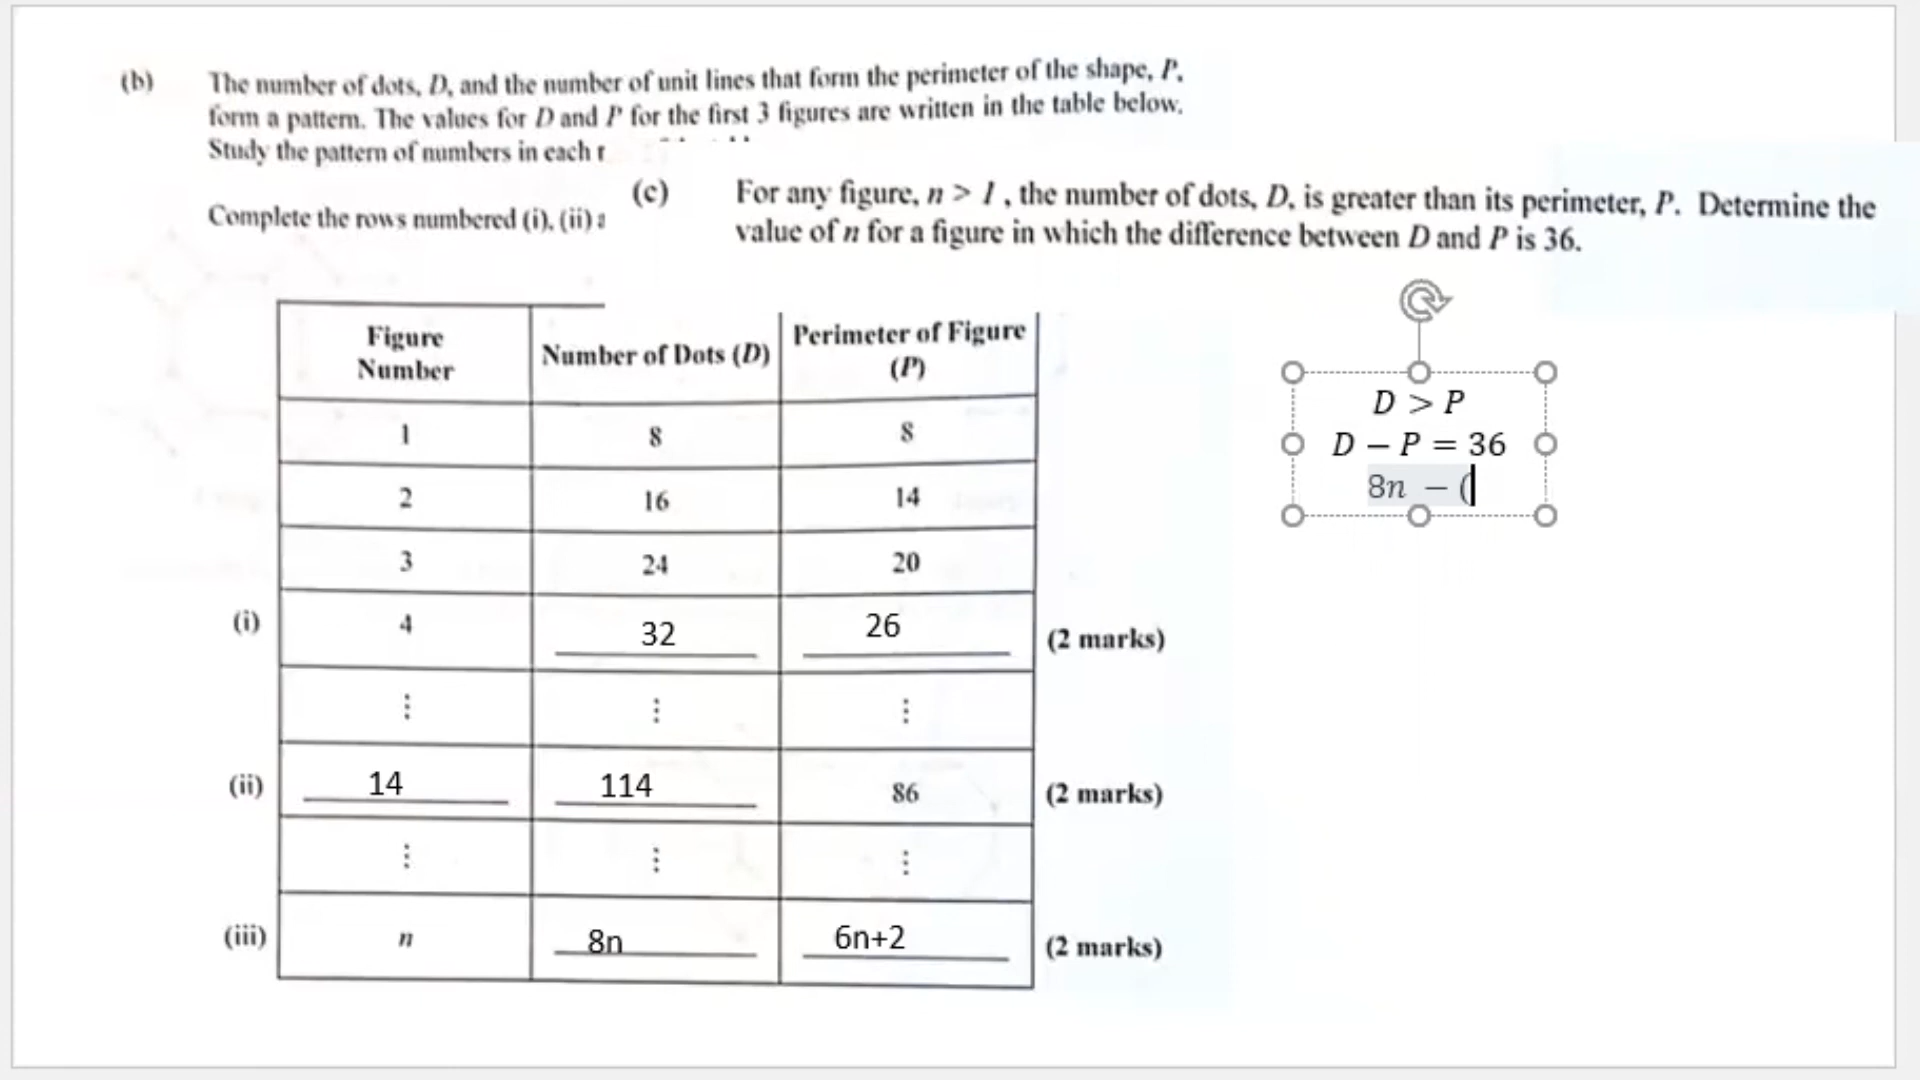 (b) The number of dots, D, and the number of unit lines that form the perimeter of the shape, P,
form a pattern. The values for D and P for the first 3 figures are written in the table below.
Study the pattern of numbers in each r
(c) For any figure, n > 1, the number of dots, D, is greater than its perimeter, P. Determine the
value of n for a figure in which the difference between D and P is 36.
Complete the rows numbered (i), (ii) a
Figure Number Number of Dots (D) Perimeter of Figure (P)
1 8 8
2 16 14
3 24 20
(i) 4 32 26 (2 marks)
⋮ ⋮ ⋮
(ii) 14 114 86 (2 marks)
⋮ ⋮ ⋮
(iii) n 8n 6n+2 (2 marks)
D > P
D − P = 36
8n − (